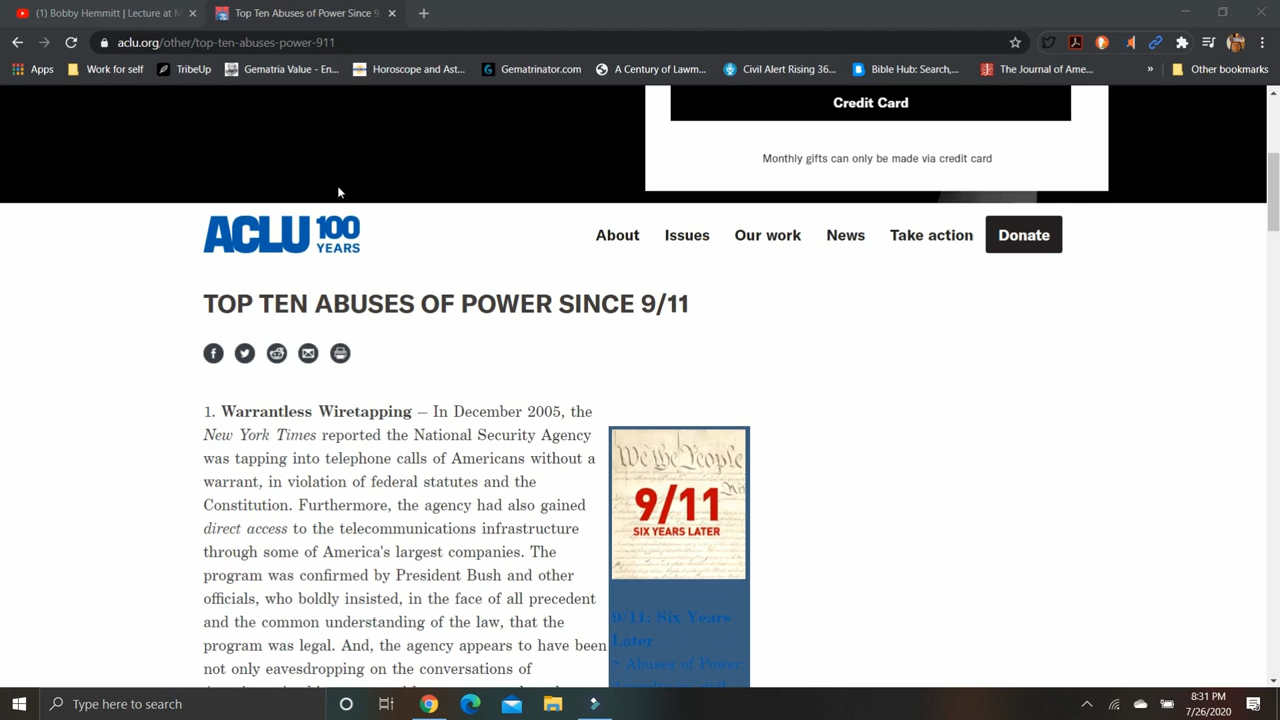 (1) Bobby Hemmitt | Lecture at M
Top Ten Abuses of Power Since 9
aclu.org/other/top-ten-abuses-power-911
Apps
Work for self
TribeUp
Gematria Value - En...
Horoscope and Ast...
Gematrinator.com
A Century of Lawm...
Civil Alert Rising 36...
Bible Hub: Search,...
The Journal of Ame...
»
Other bookmarks
Credit Card
Monthly gifts can only be made via credit card
ACLU 100
YEARS
About
Issues
Our work
News
Take action
Donate
TOP TEN ABUSES OF POWER SINCE 9/11
1. Warrantless Wiretapping – In December 2005, the
New York Times reported the National Security Agency
was tapping into telephone calls of Americans without a
warrant, in violation of federal statutes and the
Constitution. Furthermore, the agency had also gained
direct access to the telecommunications infrastructure
through some of America's largest companies. The
program was confirmed by President Bush and other
officials, who boldly insisted, in the face of all precedent
and the common understanding of the law, that the
program was legal. And, the agency appears to have been
not only eavesdropping on the conversations of
We the People
9/11
SIX YEARS LATER
9/11: Six Years
Later
> Abuses of Power
Type here to search
8:31 PM
7/26/2020